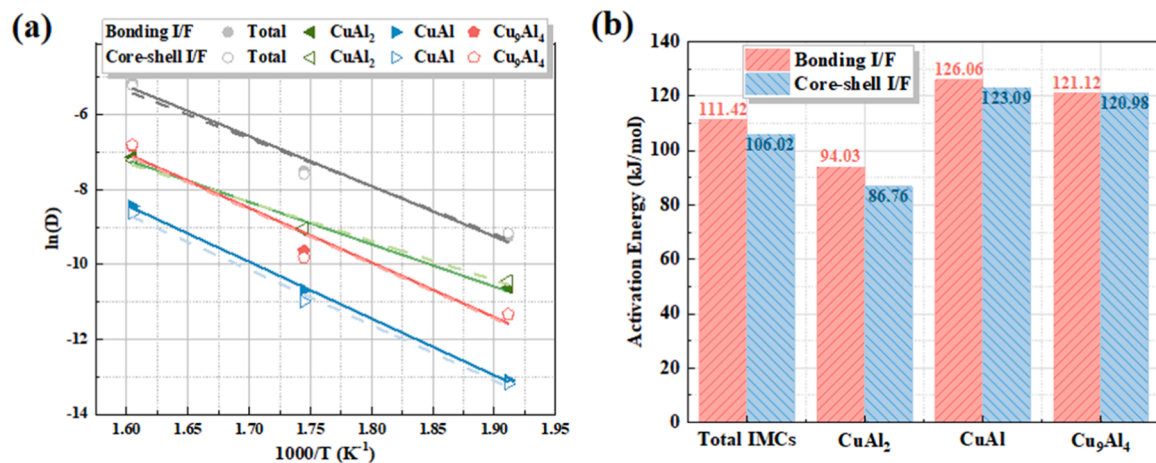 (a)
Bonding I/F Total CuAl₂ CuAl Cu₉Al₄
Core-shell I/F Total CuAl₂ CuAl Cu₉Al₄
-6
-8
-10
-12
-14
ln(D)
1.60 1.65 1.70 1.75 1.80 1.85 1.90 1.95
1000/T (K⁻¹)
(b)
Bonding I/F
Core-shell I/F
140
120
100
80
60
40
20
0
Activation Energy (kJ/mol)
111.42
106.02
94.03
86.76
126.06
123.09
121.12
120.98
Total IMCs CuAl₂ CuAl Cu₉Al₄